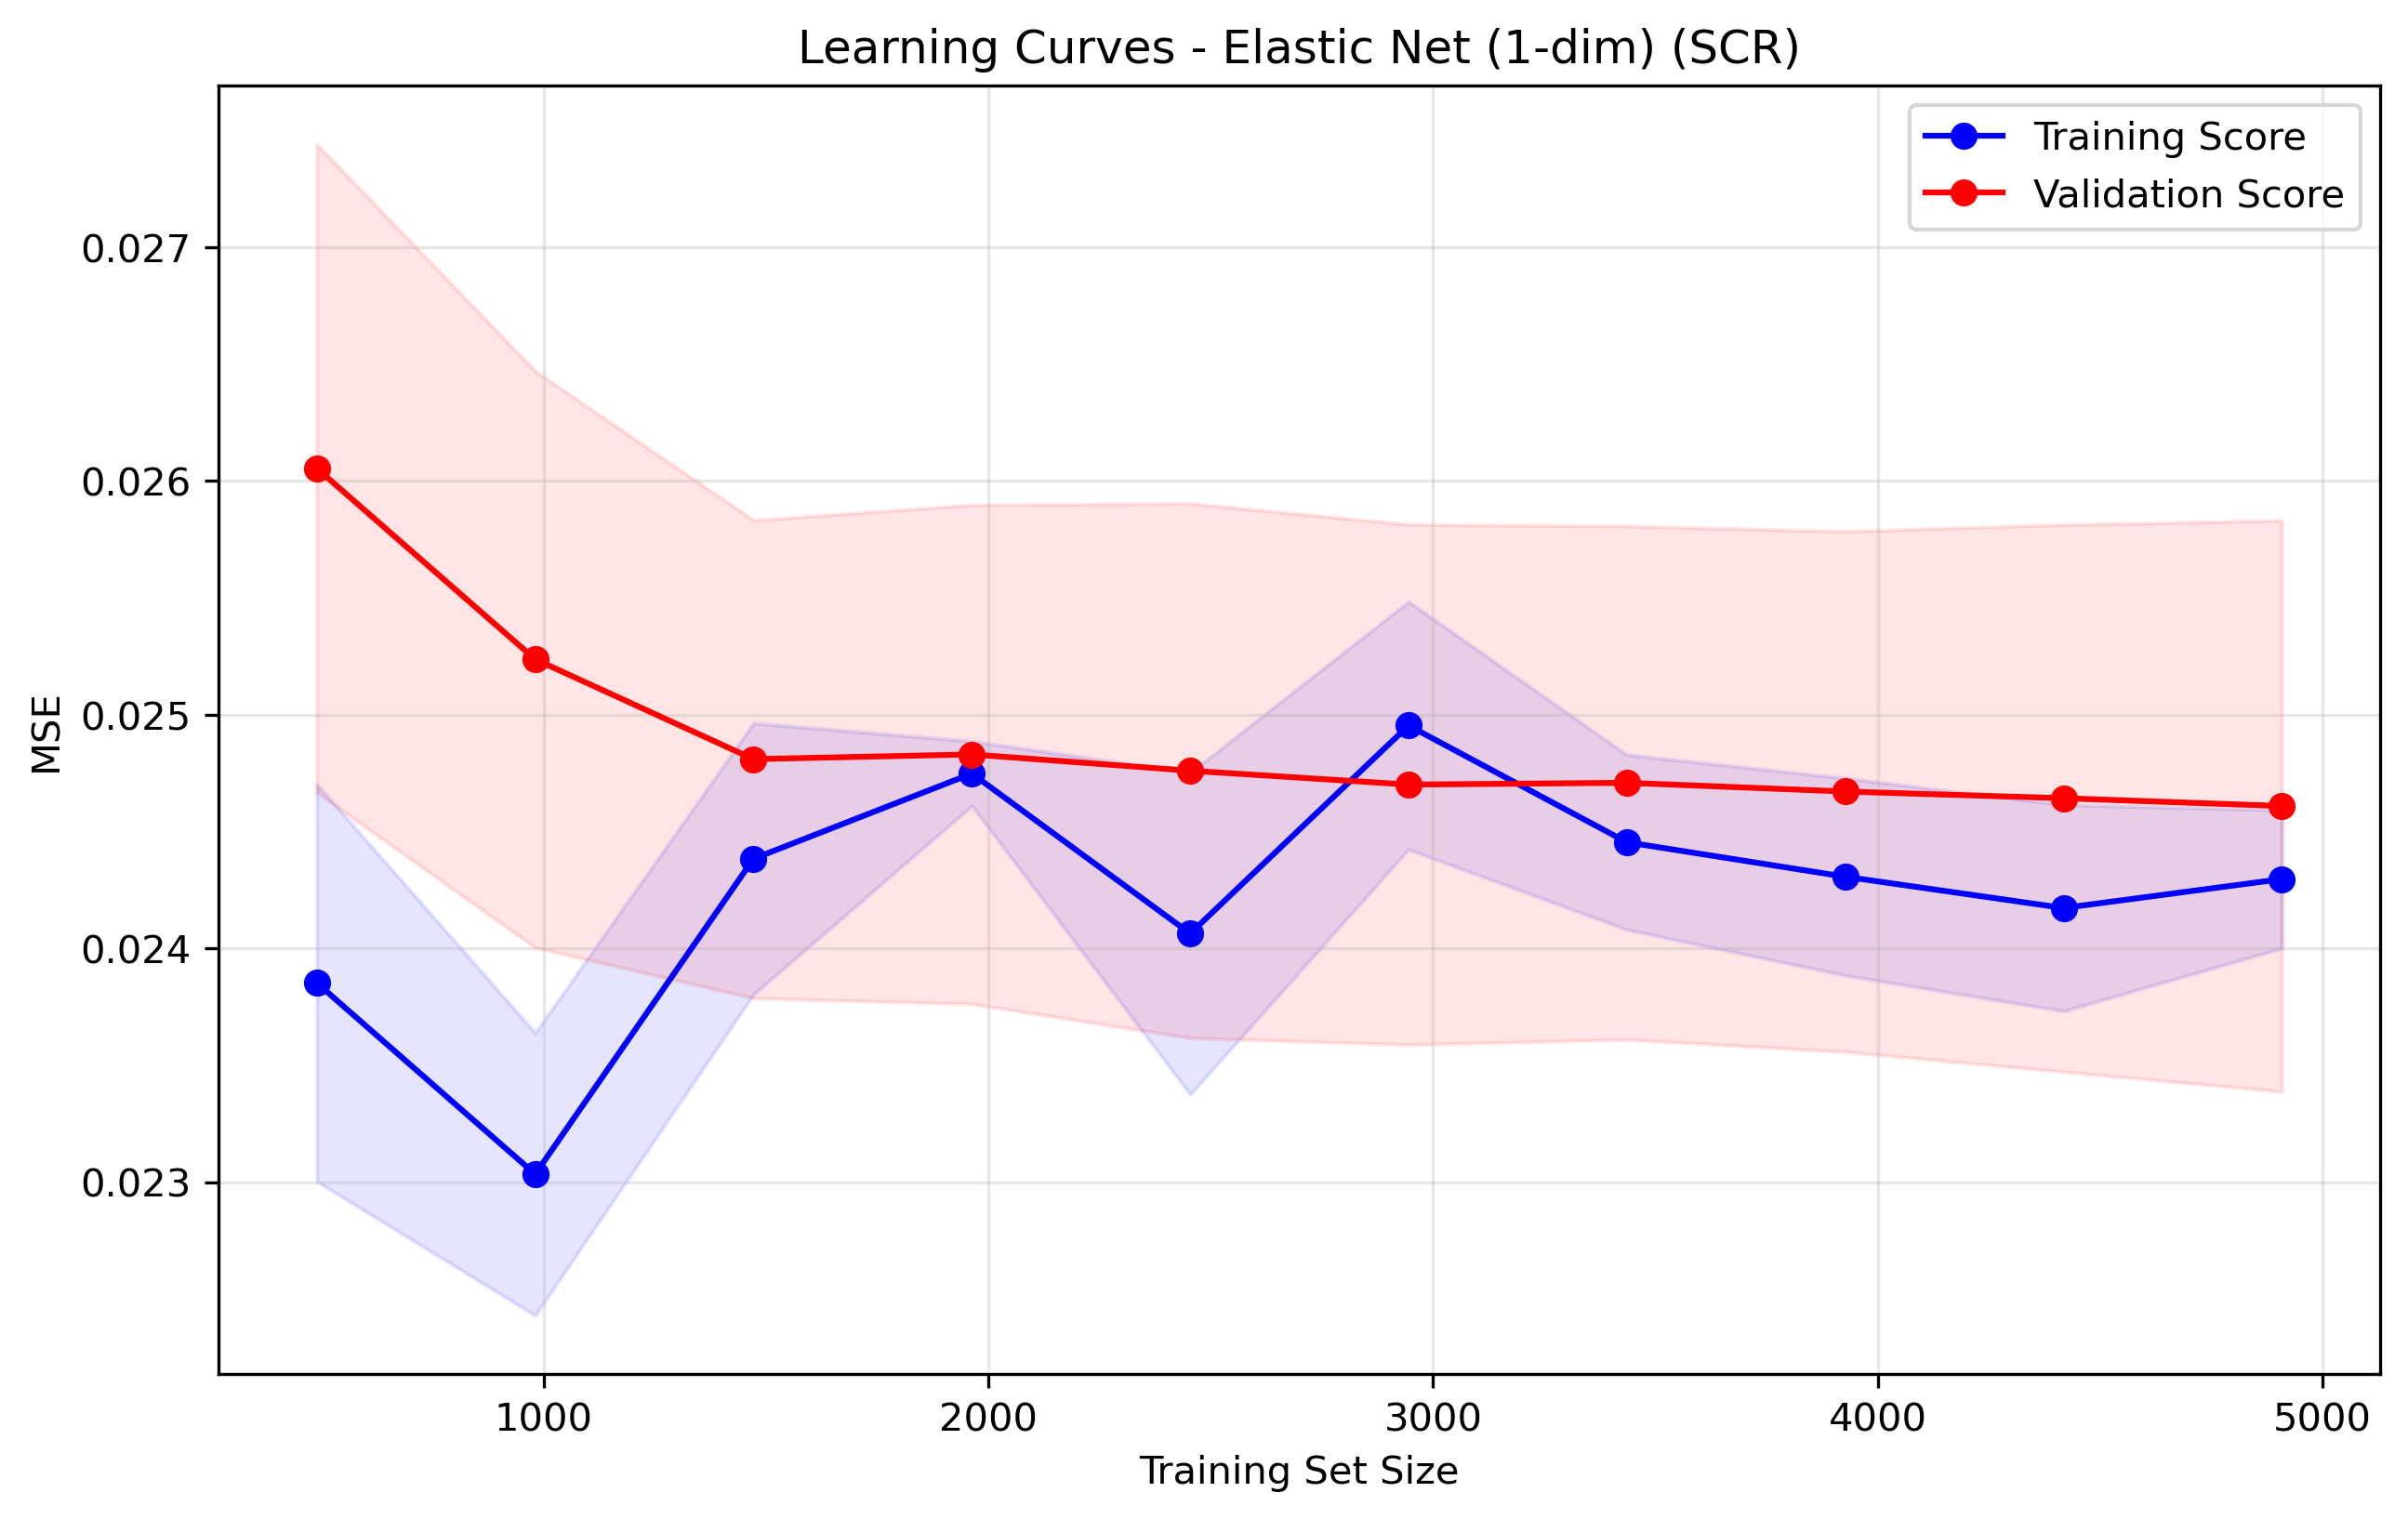 Learning Curves - Elastic Net (1-dim) (SCR)
Training Score
Validation Score
0.027
0.026
0.025
0.024
0.023
MSE
1000 2000 3000 4000 5000
Training Set Size